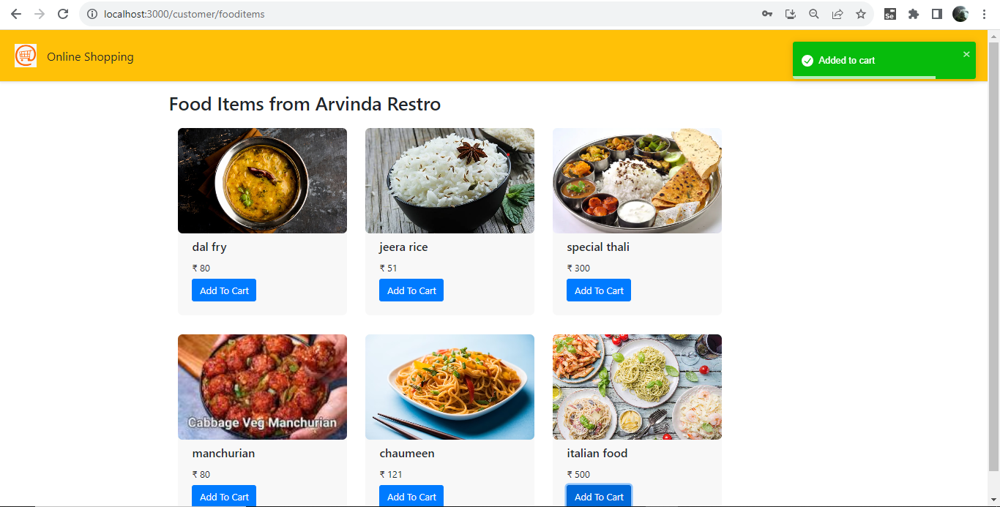 localhost:3000/customer/fooditems
Se
Online Shopping
Added to cart
×
Food Items from Arvinda Restro
dal fry
₹ 80
Add To Cart
jeera rice
₹ 51
Add To Cart
special thali
₹ 300
Add To Cart
Cabbage Veg Manchurian
manchurian
₹ 80
Add To Cart
chaumeen
₹ 121
Add To Cart
italian food
₹ 500
Add To Cart